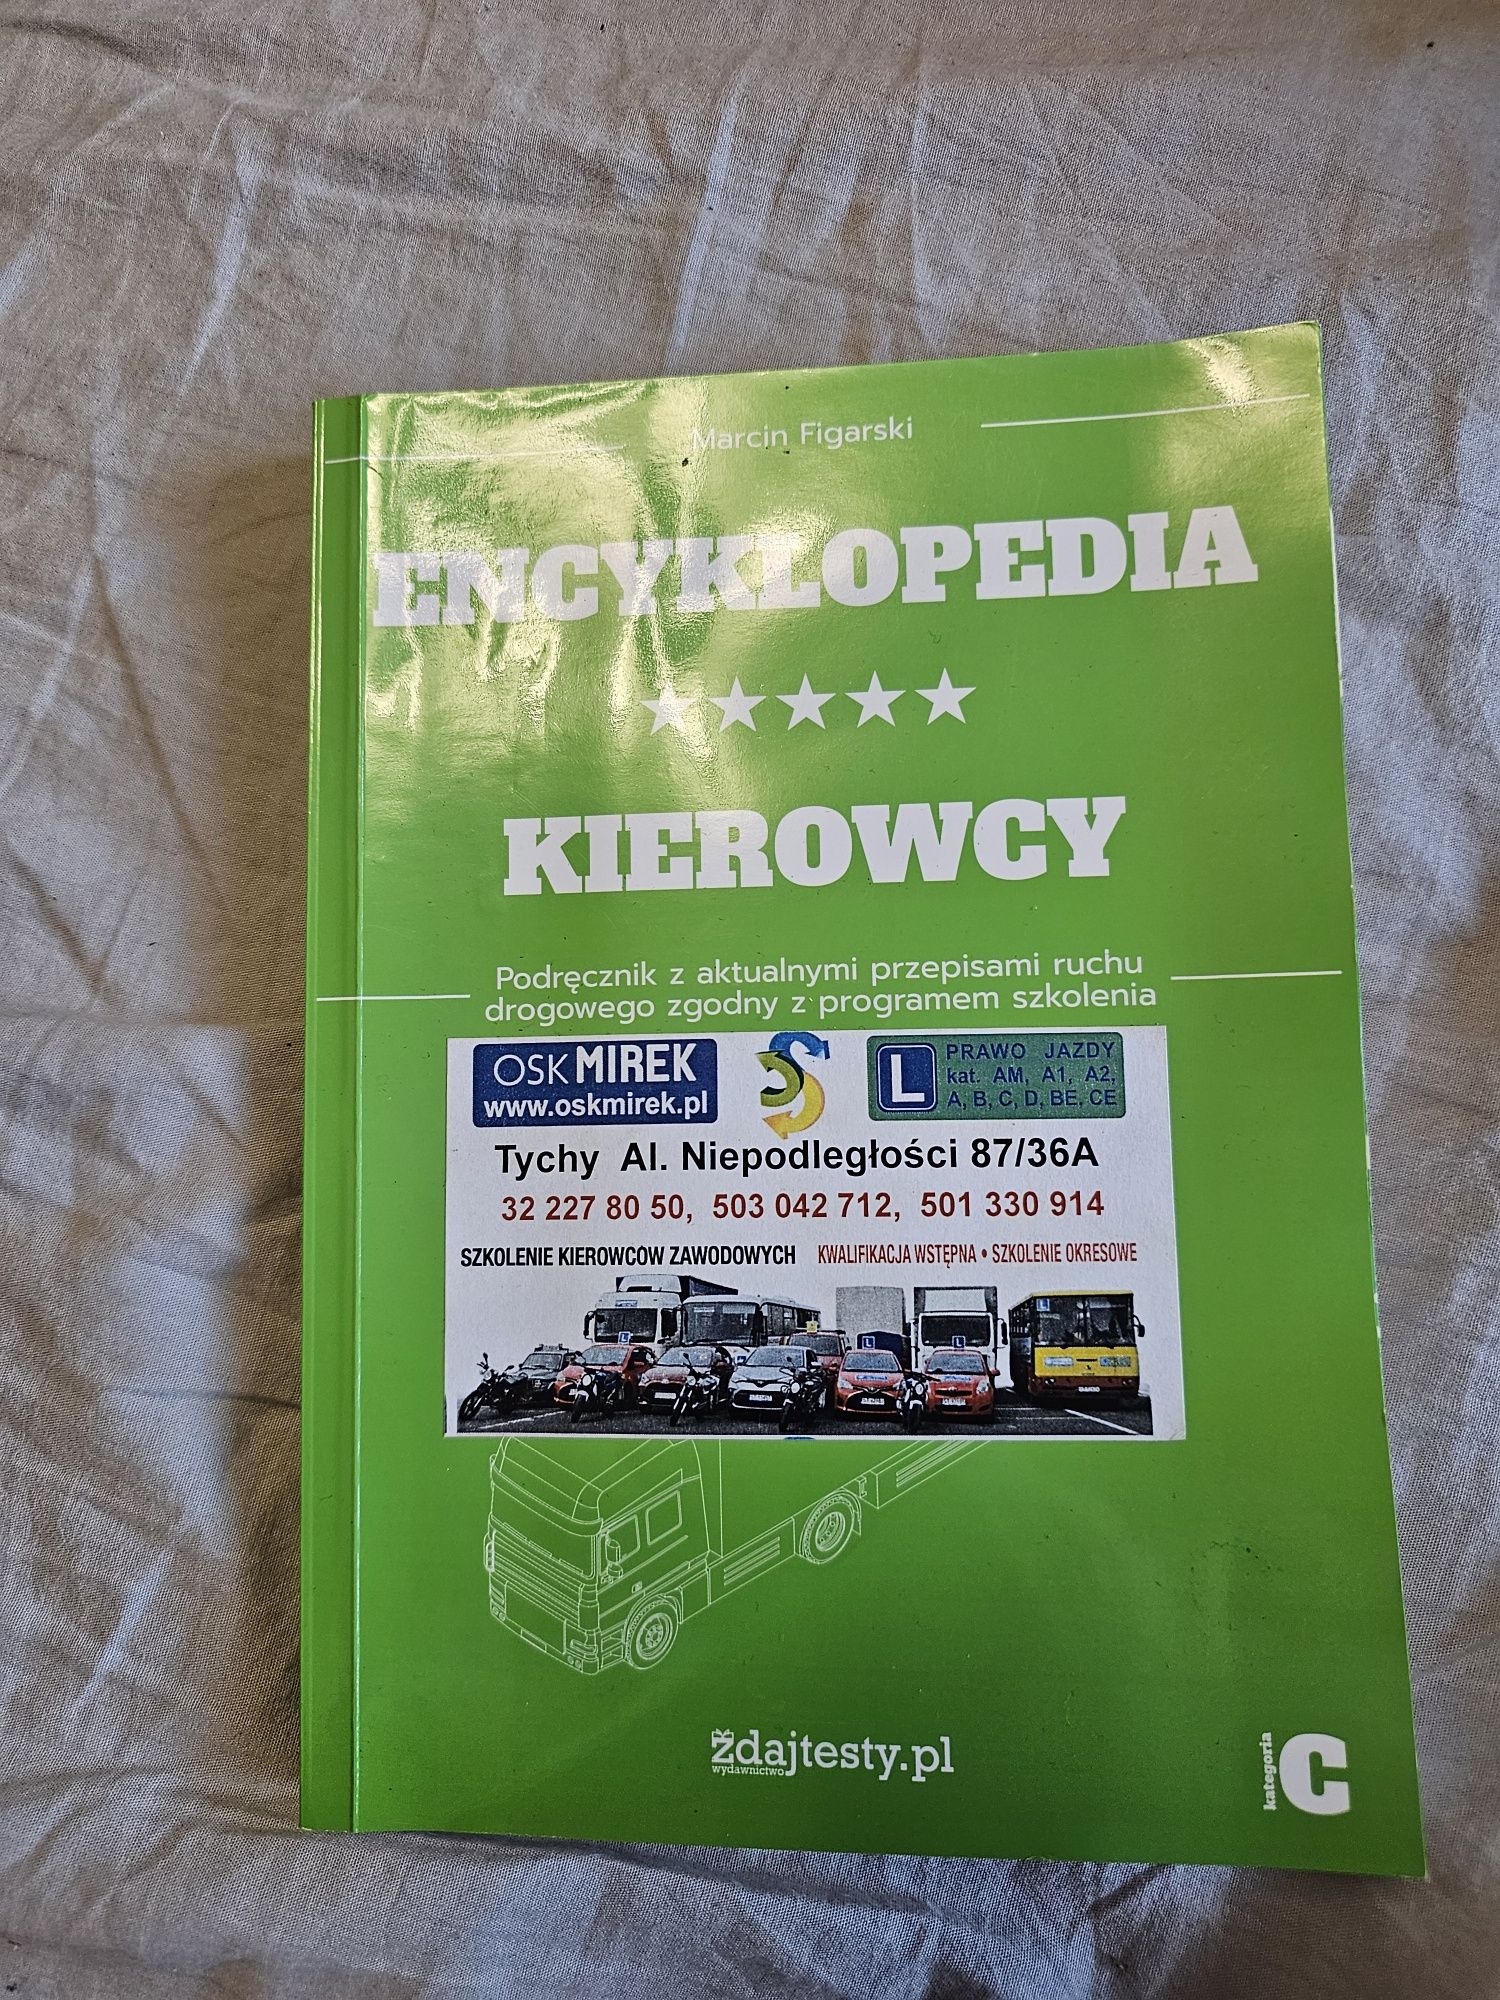 Marcin Figarski
ENCYKLOPEDIA
KIEROWCY
Podręcznik z aktualnymi przepisami ruchu
drogowego zgodny z programem szkolenia
OSK MIREK
www.oskmirek.pl
L
PRAWO JAZDY
kat. AM, A1, A2,
A, B, C, D, BE, CE
Tychy Al. Niepodległości 87/36A
32 227 80 50, 503 042 712, 501 330 914
SZKOLENIE KIEROWCÓW ZAWODOWYCH KWALIFIKACJA WSTĘPNA • SZKOLENIE OKRESOWE
zdajtesty.pl
wydawnictwo
kategoria
C